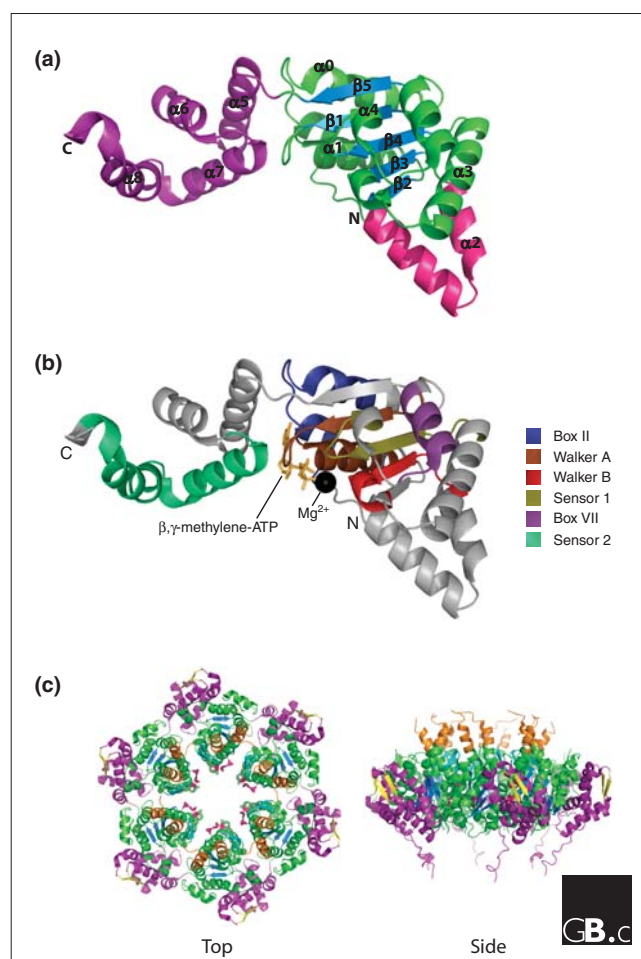 (a)
α0
β5
α6
α5
α4
β1
β4
C
α1
β3
α3
α8
α7
β2
N
α2
(b)
Box II
Walker A
C
Walker B
Mg2+
N
Sensor 1
β,γ-methylene-ATP
Box VII
Sensor 2
(c)
GB.c
Top
Side